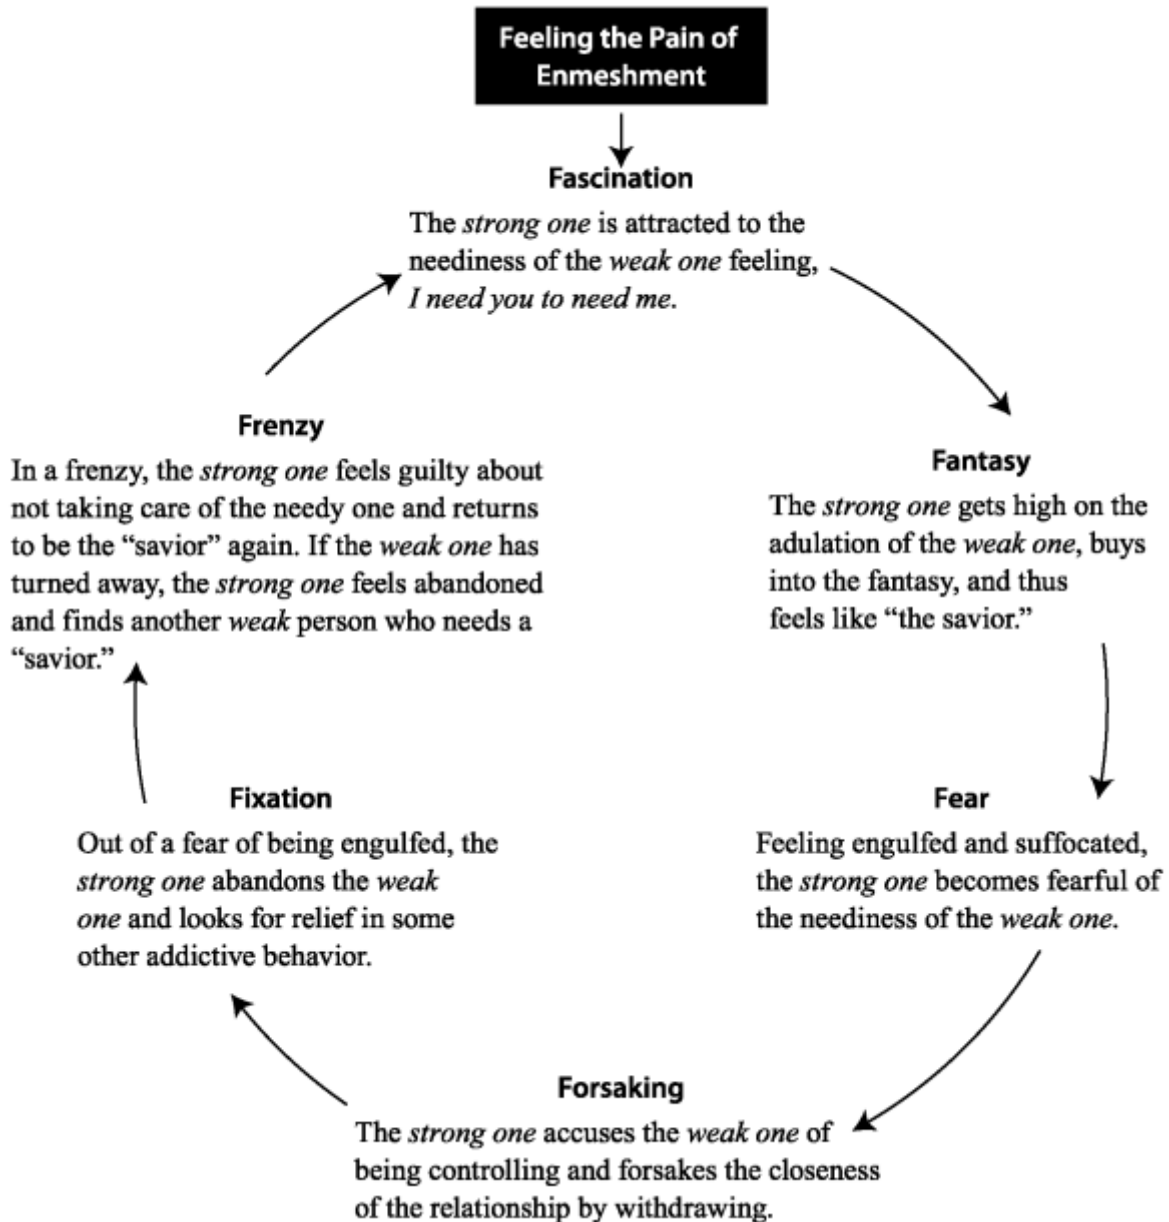 Feeling the Pain of
Enmeshment
Fascination
The strong one is attracted to the
neediness of the weak one feeling,
I need you to need me.
Fantasy
The strong one gets high on the
adulation of the weak one, buys
into the fantasy, and thus
feels like “the savior.”
Fear
Feeling engulfed and suffocated,
the strong one becomes fearful of
the neediness of the weak one.
Forsaking
The strong one accuses the weak one of
being controlling and forsakes the closeness
of the relationship by withdrawing.
Fixation
Out of a fear of being engulfed, the
strong one abandons the weak
one and looks for relief in some
other addictive behavior.
Frenzy
In a frenzy, the strong one feels guilty about
not taking care of the needy one and returns
to be the “savior” again. If the weak one has
turned away, the strong one feels abandoned
and finds another weak person who needs a
“savior.”